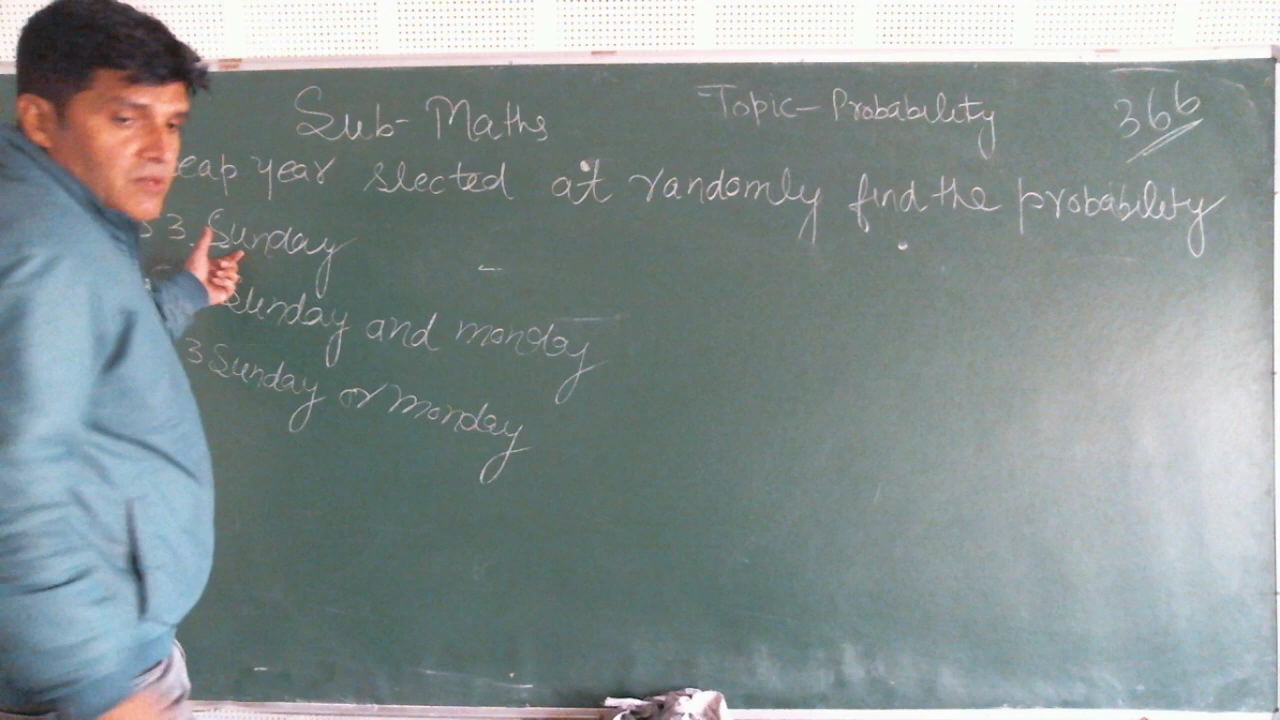 Sub- Maths
Topic- Probability
366
eap year slected at randomly find the probability
3. Sunday
Sunday and monday
3 Sunday or Monday